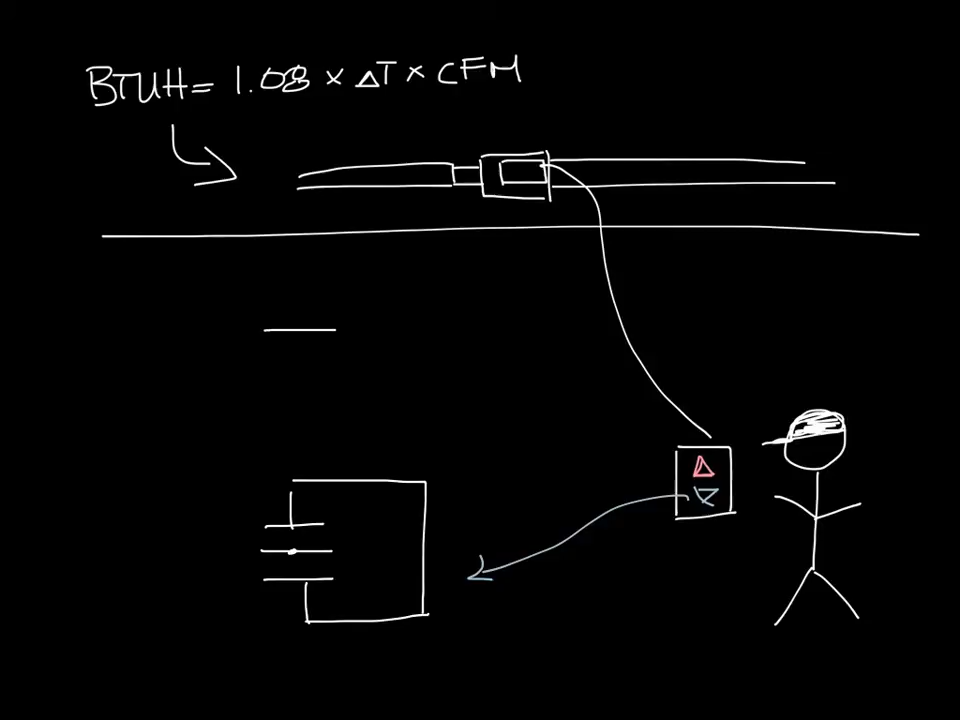 BTUH = 1.08 × ΔT × CFM